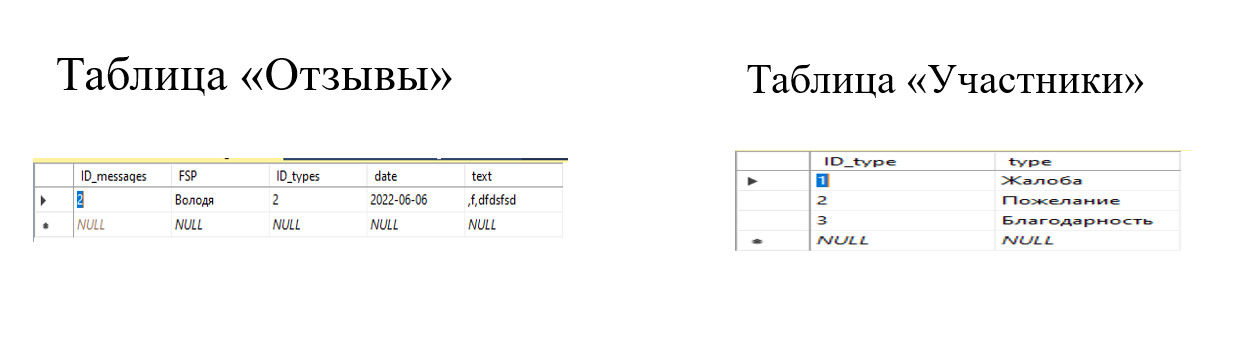 Таблица «Отзывы»
Таблица «Участники»
ID_messages FSP ID_types date text
2 Володя 2 2022-06-06 ,f,dfdsfsd
NULL NULL NULL NULL NULL
ID_type type
1 Жалоба
2 Пожелание
3 Благодарность
NULL NULL